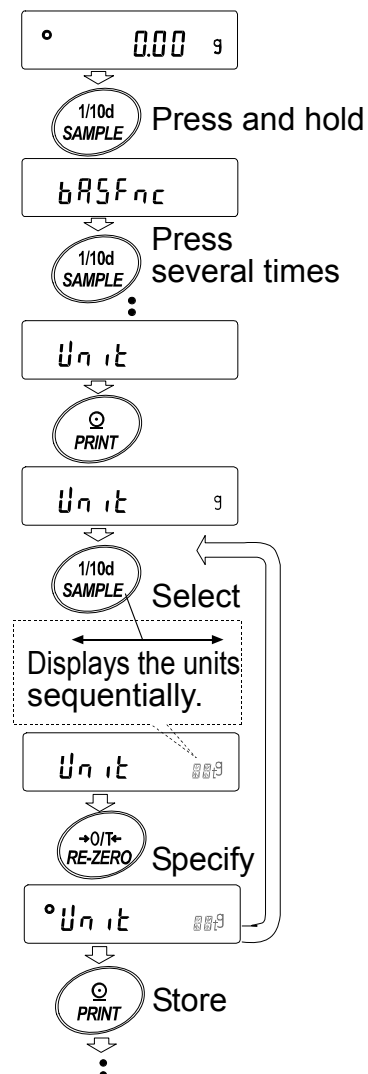 0.00 g
1/10d
SAMPLE
Press and hold
bASFnc
1/10d
SAMPLE
Press
several times
Unit
PRINT
Unit g
1/10d
SAMPLE
Select
Displays the units
sequentially.
Unit
→0/T←
RE-ZERO
Specify
Unit
PRINT
Store